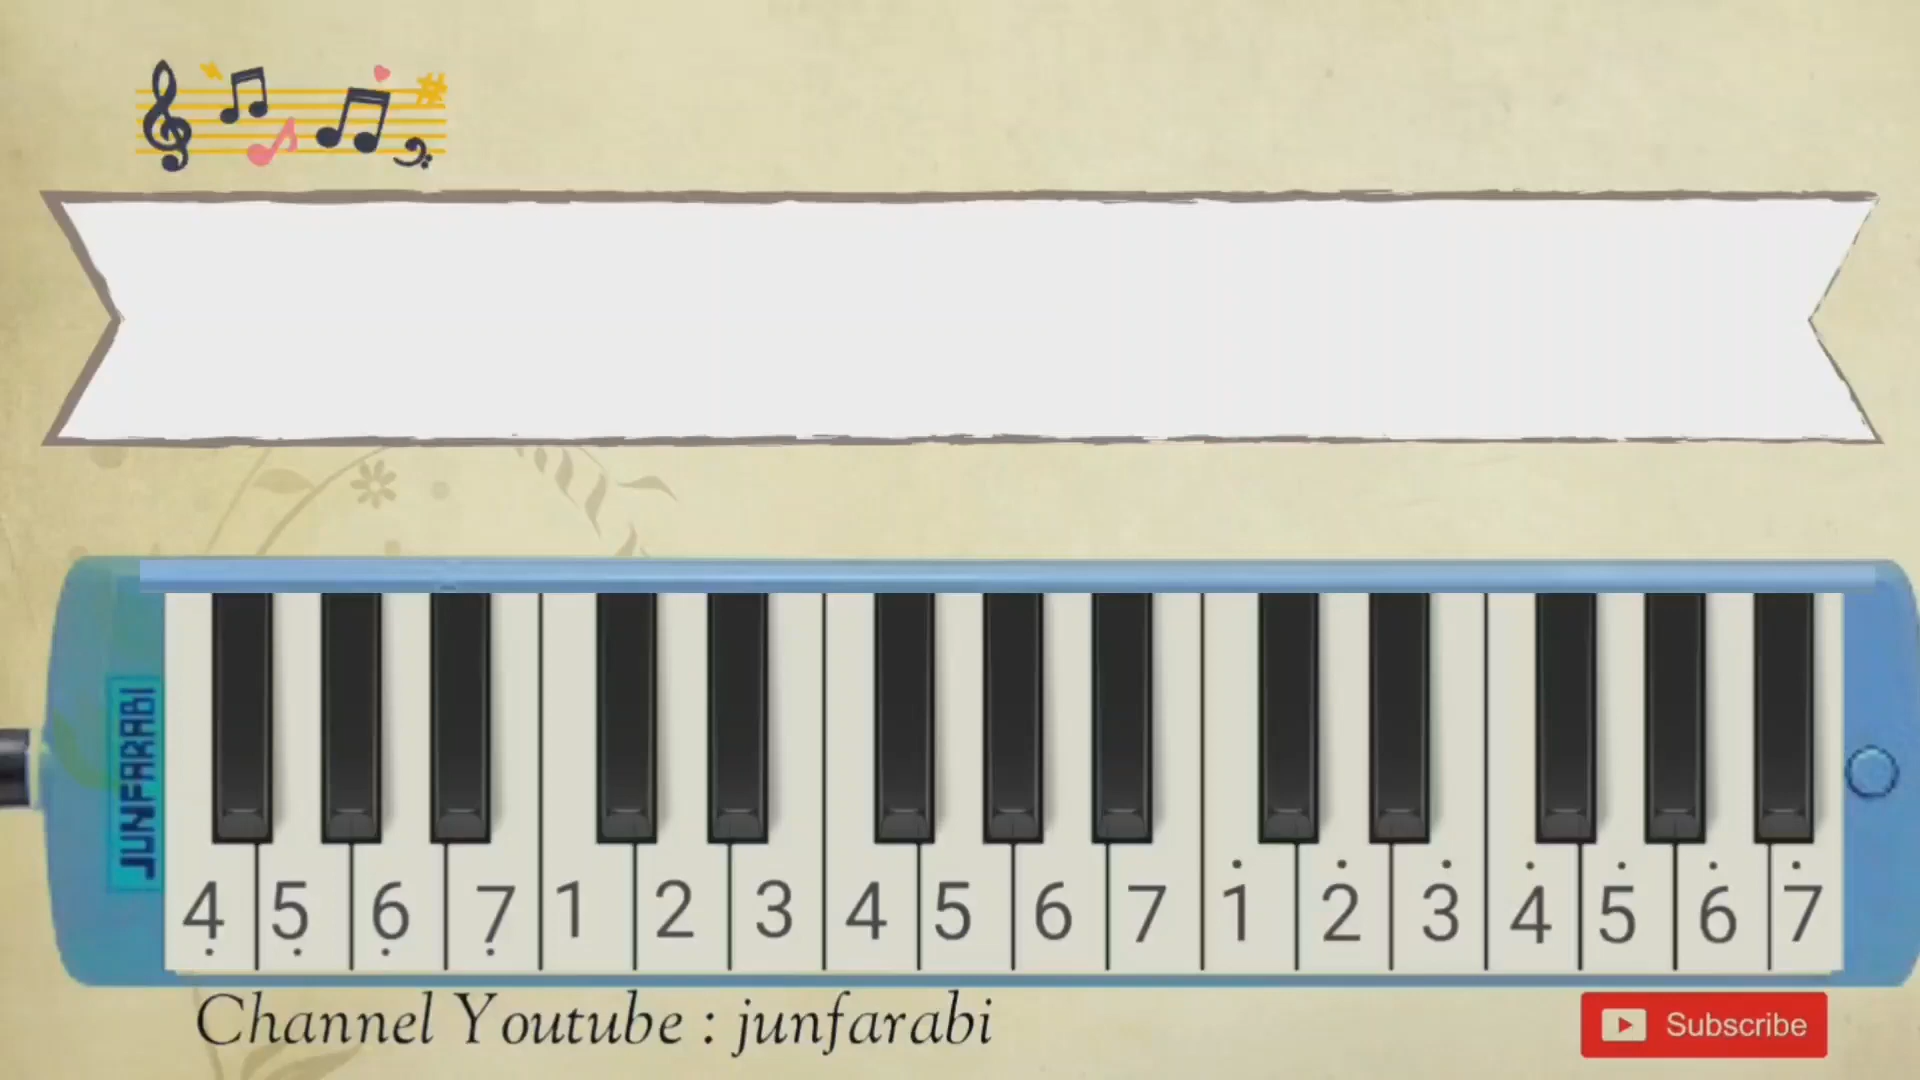 JUNFARABI
4̣ 5̣ 6̣ 7̣ 1 2 3 4 5 6 7 1̇ 2̇ 3̇ 4̇ 5̇ 6̇ 7̇
Channel Youtube : junfarabi
Subscribe